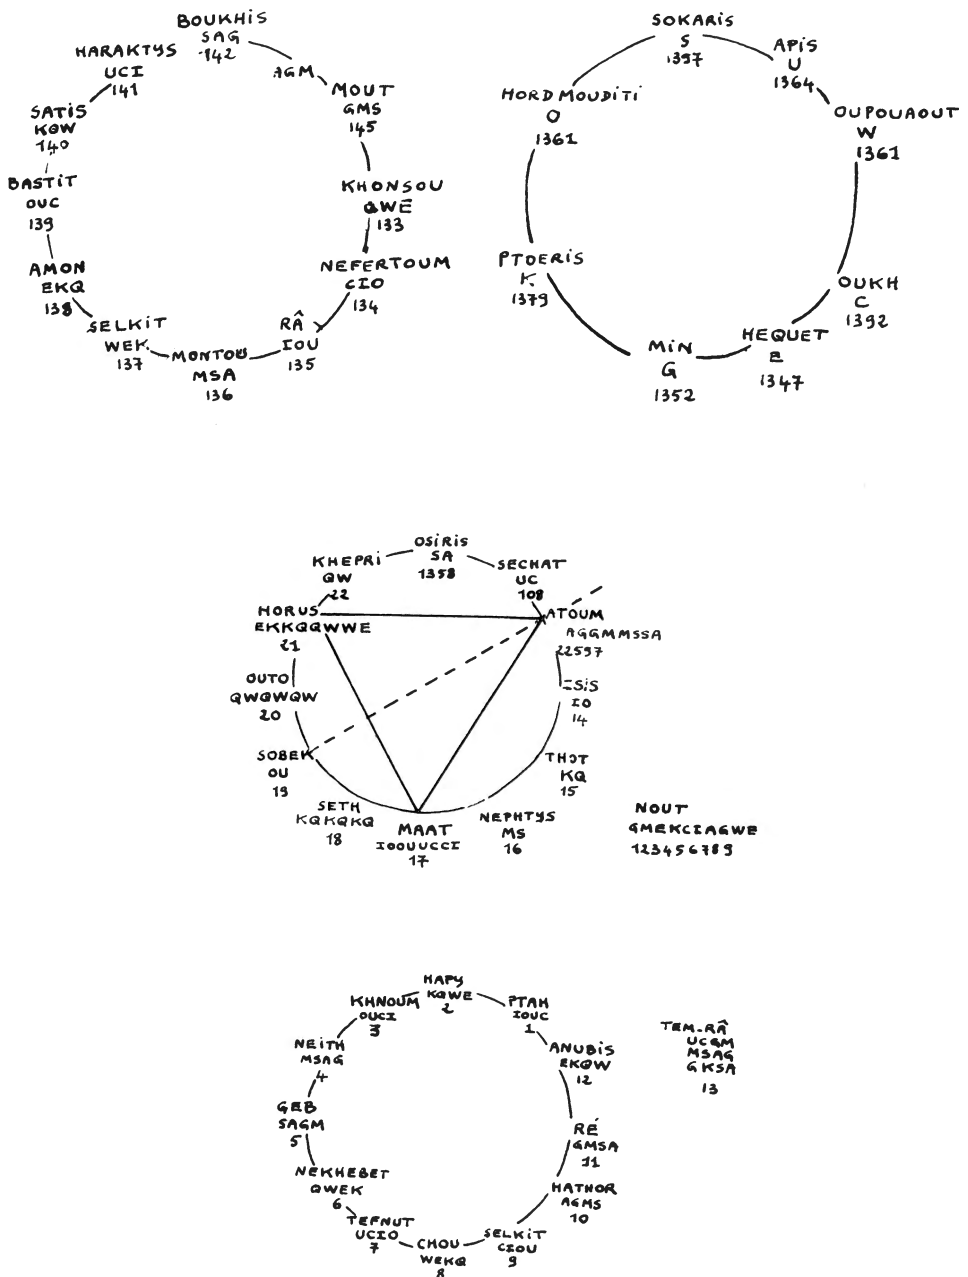 BOUKHIS
SAG
142
AGM
MOUT
GMS
145
KHONSOU
QWE
133
NEFERTOUM
CIO
134
RÂ
IOU
135
MONTOU
MSA
136
SELKIT
WEK
137
AMON
EKQ
138
BASTIT
OUC
139
SATIS
KQW
140
HARAKTYS
UCI
141
SOKARIS
S
1397
APIS
U
1364
OUPOUAOUT
W
1361
OUKH
C
1392
HEQUET
E
1347
MIN
G
1352
PTDERIS
K
1379
HORDMOUDITI
O
1361
OSIRIS
SA
1358
SECHAT
UC
108
ATOUM
AGGMMSSA
22597
ISIS
IO
14
THOT
KQ
15
NEPHTYS
MS
16
MAAT
IOOUUCCI
17
SETH
KQKQKQ
18
SOBEK
OU
19
OUTO
QWQWQW
20
HORUS
EKKQQWWE
21
KHEPRI
QW
22
NOUT
GMEKCIAGWE
123456789
HAPY
KQWE
2
PTAH
IOUC
1
ANUBIS
EKQW
12
RÉ
GMSA
11
HATHOR
AGMS
10
SELKIT
CIOU
9
CHOU
WEKQ
8
TEFNUT
UCIO
7
NEKHEBET
QWEK
6
GEB
SAGM
5
NEITH
MSAG
4
KHNOUM
OUCI
3
TEM-RÂ
UCGM
MSAG
GKSA
13